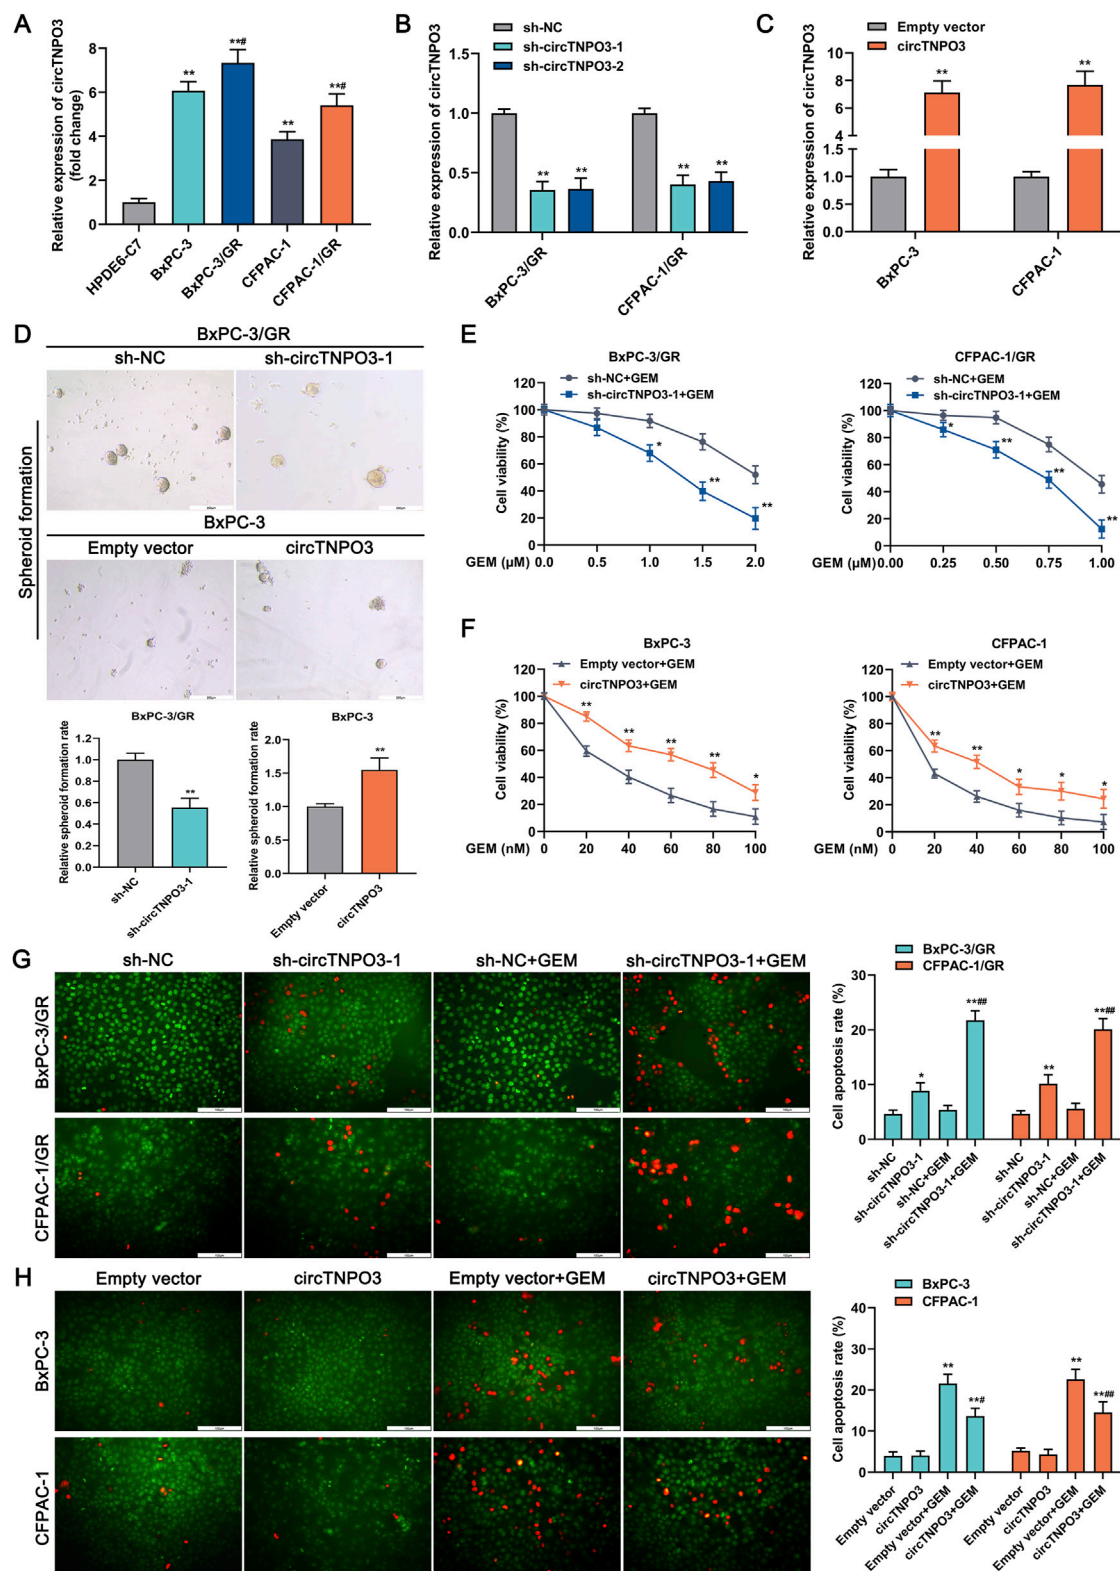 A
Relative expression of circTNPO3
(fold change)
10
8
6
4
2
0
**
**#
**
**#
HPDE6-C7
BxPC-3
BxPC-3/GR
CFPAC-1
CFPAC-1/GR
B
sh-NC
sh-circTNPO3-1
sh-circTNPO3-2
Relative expression of circTNPO3
1.5
1.0
0.5
0.0
**
**
**
**
BxPC-3/GR
CFPAC-1/GR
C
Empty vector
circTNPO3
Relative expression of circTNPO3
10
8
6
4
1.5
1.0
0.5
0.0
**
**
BxPC-3
CFPAC-1
D
BxPC-3/GR
sh-NC
sh-circTNPO3-1
Spheroid formation
BxPC-3
Empty vector
circTNPO3
BxPC-3/GR
Relative spheroid formation rate
1.2
1.0
0.8
0.6
0.4
0.2
0.0
**
sh-NC
sh-circTNPO3-1
BxPC-3
Relative spheroid formation rate
2.0
1.5
1.0
0.5
0.0
**
Empty vector
circTNPO3
E
BxPC-3/GR
sh-NC+GEM
sh-circTNPO3-1+GEM
Cell viability (%)
120
100
80
60
40
20
0
*
**
**
GEM (μM)
0.0
0.5
1.0
1.5
2.0
CFPAC-1/GR
sh-NC+GEM
sh-circTNPO3-1+GEM
Cell viability (%)
120
100
80
60
40
20
0
*
**
**
**
GEM (μM)
0.00
0.25
0.50
0.75
1.00
F
BxPC-3
Empty vector+GEM
circTNPO3+GEM
Cell viability (%)
120
100
80
60
40
20
0
**
**
**
**
*
GEM (nM)
0
20
40
60
80
100
CFPAC-1
Empty vector+GEM
circTNPO3+GEM
Cell viability (%)
120
100
80
60
40
20
0
**
**
*
*
*
GEM (nM)
0
20
40
60
80
100
G
sh-NC
sh-circTNPO3-1
sh-NC+GEM
sh-circTNPO3-1+GEM
BxPC-3/GR
CFPAC-1/GR
BxPC-3/GR
CFPAC-1/GR
Cell apoptosis rate (%)
30
20
10
0
*
**##
**
**##
sh-NC
sh-circTNPO3-1
sh-NC+GEM
sh-circTNPO3-1+GEM
sh-NC
sh-circTNPO3-1
sh-NC+GEM
sh-circTNPO3-1+GEM
H
Empty vector
circTNPO3
Empty vector+GEM
circTNPO3+GEM
BxPC-3
CFPAC-1
BxPC-3
CFPAC-1
Cell apoptosis rate (%)
40
30
20
10
0
**
**#
**
**##
Empty vector
circTNPO3
Empty vector+GEM
circTNPO3+GEM
Empty vector
circTNPO3
Empty vector+GEM
circTNPO3+GEM